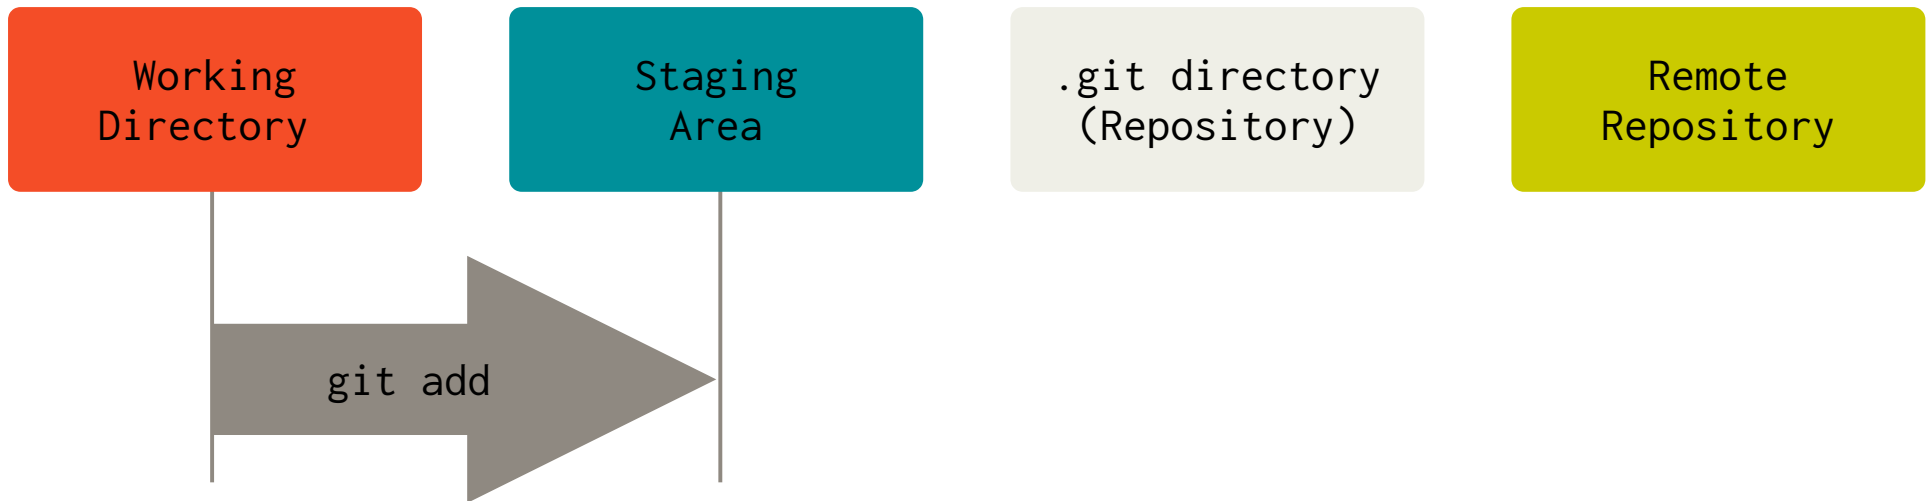 Working
Directory
Staging
Area
.git directory
(Repository)
Remote
Repository
git add